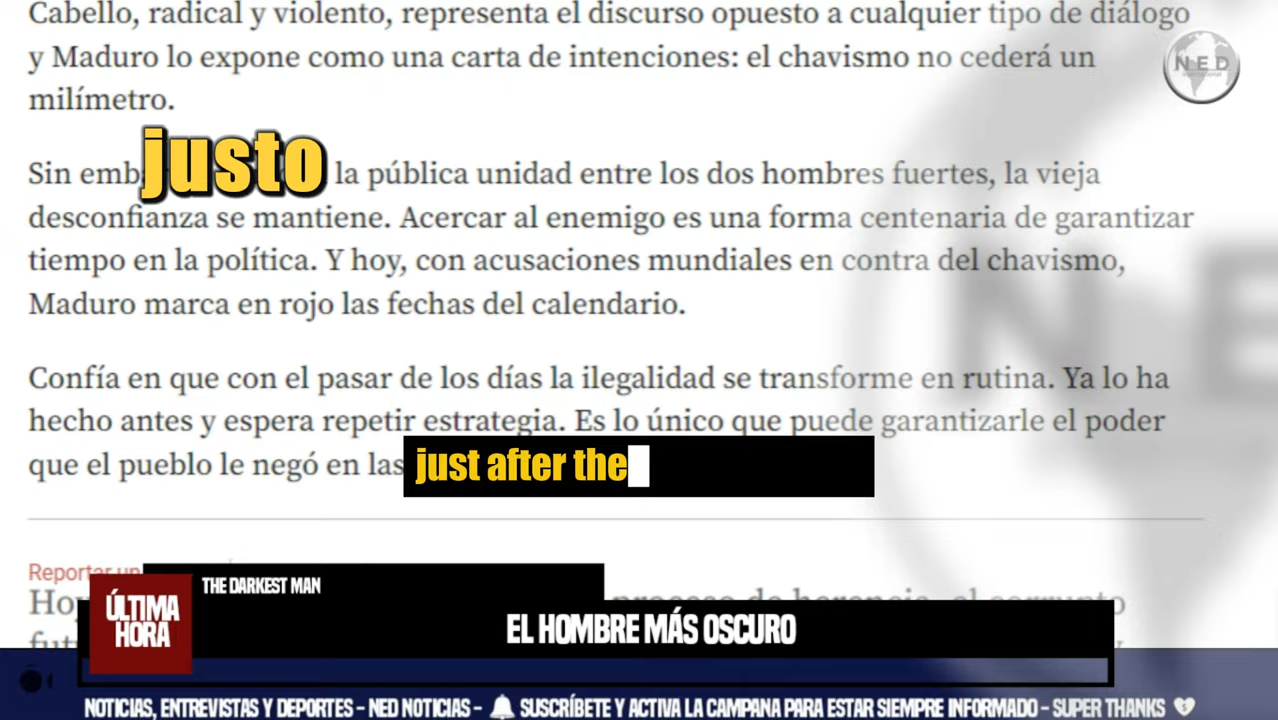 Cabello, radical y violento, representa el discurso opuesto a cualquier tipo de diálogo
y Maduro lo expone como una carta de intenciones: el chavismo no cederá un
milímetro.
NED
justo
Sin emb la pública unidad entre los dos hombres fuertes, la vieja
desconfianza se mantiene. Acercar al enemigo es una forma centenaria de garantizar
tiempo en la política. Y hoy, con acusaciones mundiales en contra del chavismo,
Maduro marca en rojo las fechas del calendario.
Confía en que con el pasar de los días la ilegalidad se transforme en rutina. Ya lo ha
hecho antes y espera repetir estrategia. Es lo único que puede garantizarle el poder
que el pueblo le negó en las
just after the
Reportar un
THE DARKEST MAN
ÚLTIMA
HORA
EL HOMBRE MÁS OSCURO
NOTICIAS, ENTREVISTAS Y DEPORTES - NED NOTICIAS - SUSCRÍBETE Y ACTIVA LA CAMPANA PARA ESTAR SIEMPRE INFORMADO - SUPER THANKS